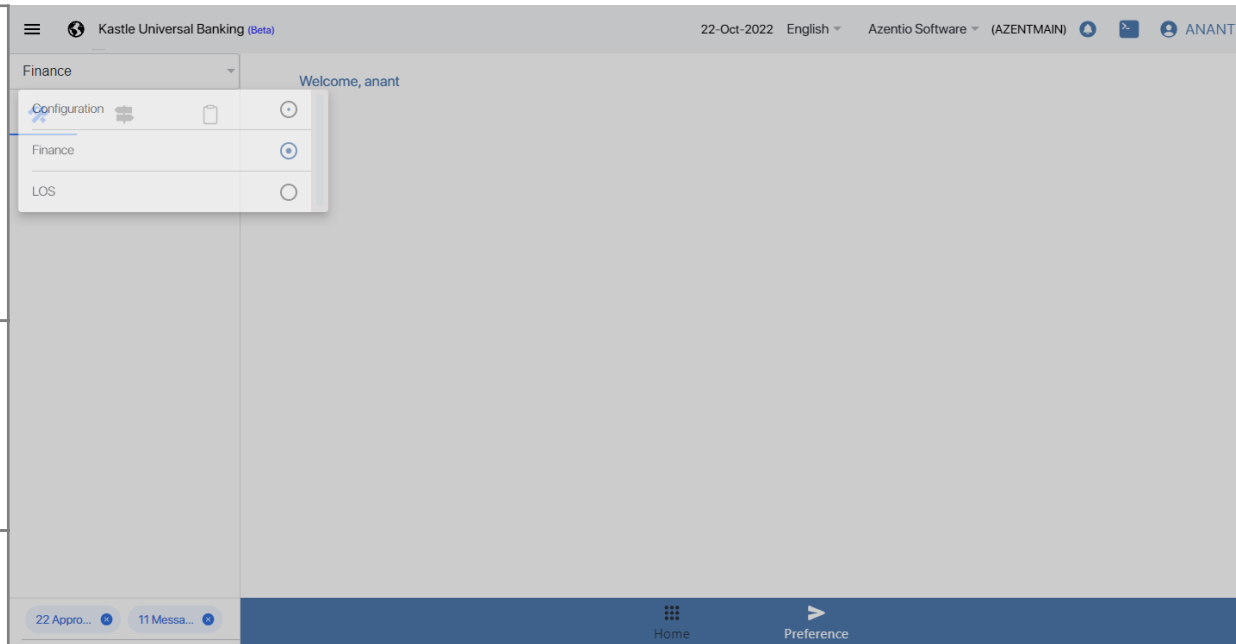 Kastle Universal Banking (Beta)
22-Oct-2022 English Azentio Software (AZENTMAIN) ANANT
Finance
Welcome, anant
Configuration
Finance
LOS
22 Appro... 11 Messa...
Home Preference